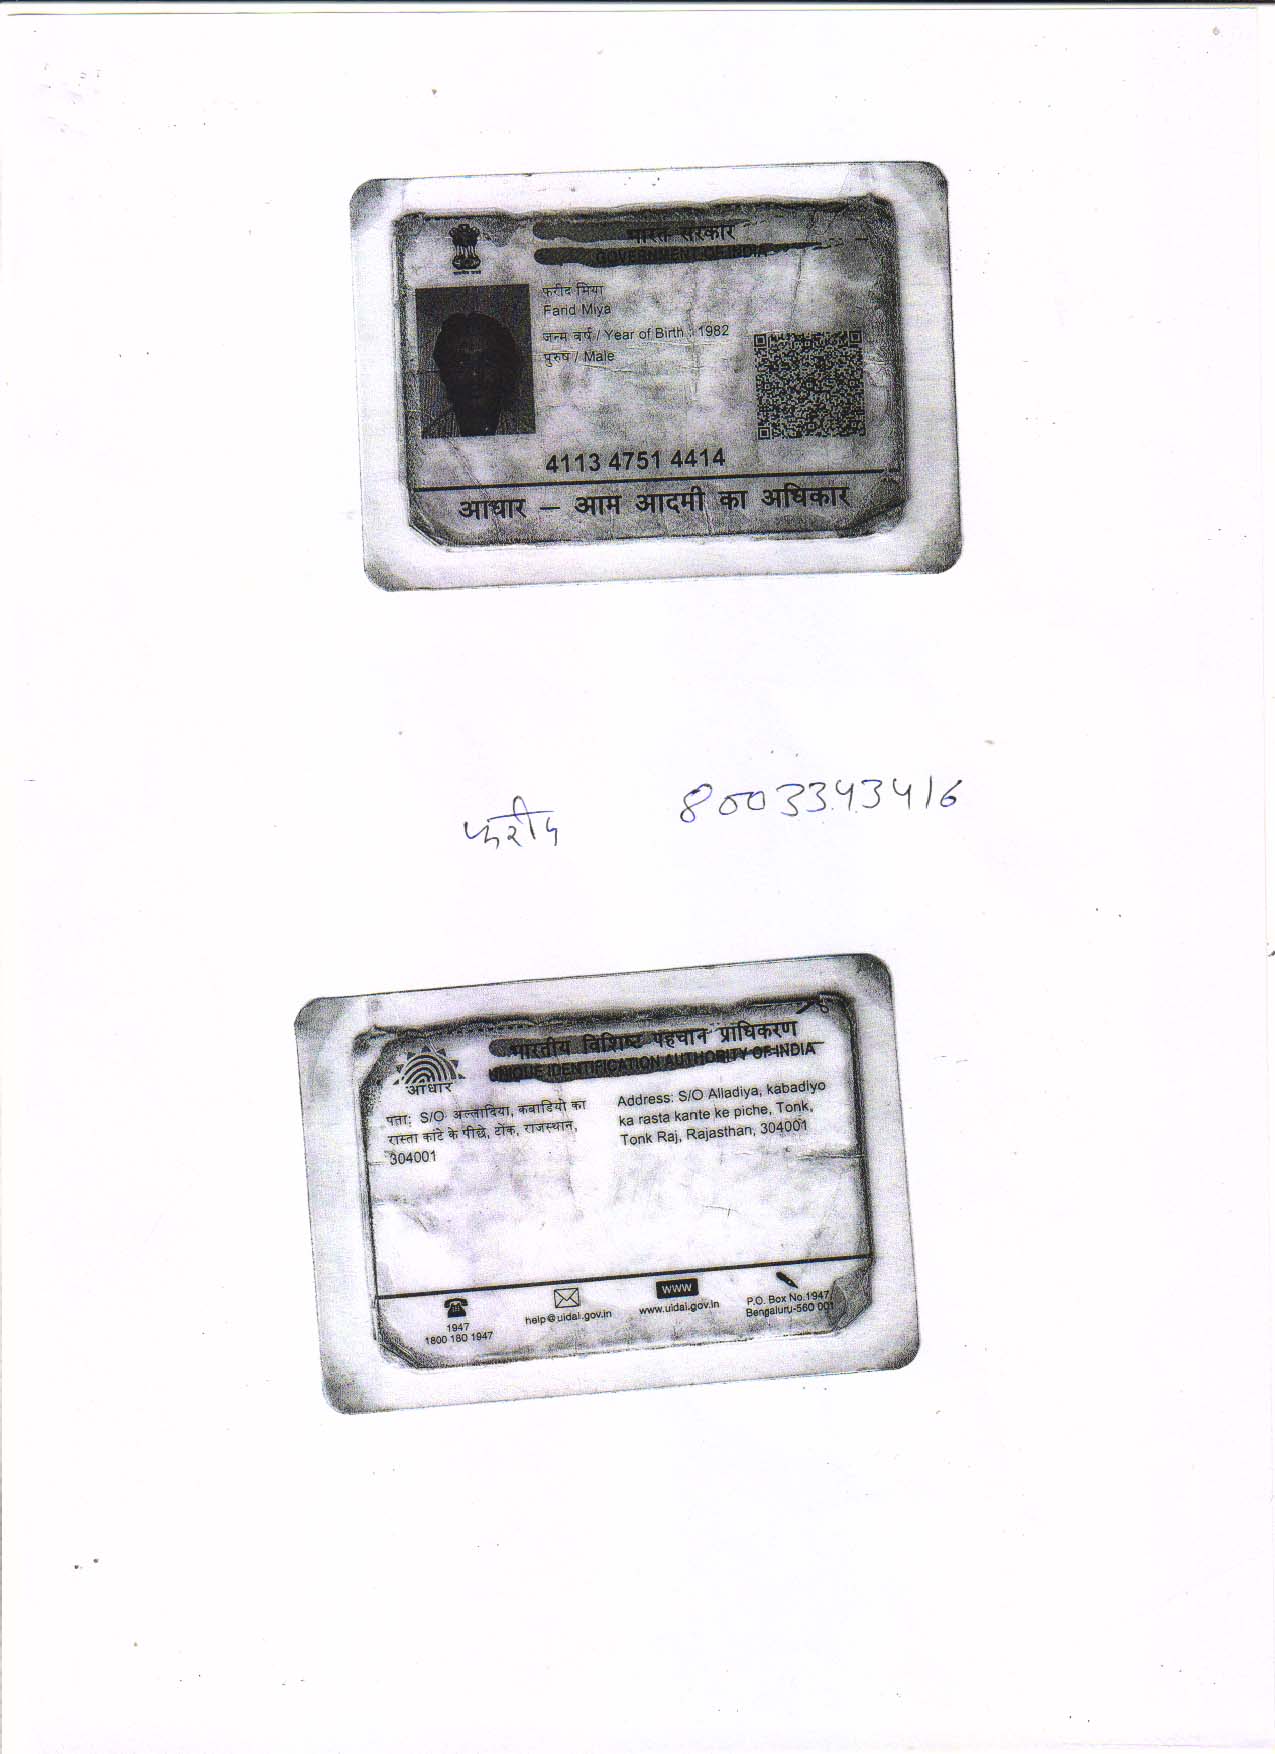 भारत सरकार
GOVERNMENT OF INDIA
फरीद मिया
Farid Miya
जन्म वर्ष / Year of Birth : 1982
पुरुष / Male
4113 4751 4414
आधार – आम आदमी का अधिकार
फरीद 8003343416
भारतीय विशिष्ट पहचान प्राधिकरण
UNIQUE IDENTIFICATION AUTHORITY OF INDIA
आधार
पता: S/O अल्लादिया, कबाडियो का
रास्ता कांटे के पीछे, टोंक, राजस्थान,
304001
Address: S/O Alladiya, kabadiyo
ka rasta kante ke piche, Tonk,
Tonk Raj, Rajasthan, 304001
1947
1800 180 1947
help@uidai.gov.in
www
www.uidai.gov.in
P.O. Box No.1947,
Bengaluru-560 001